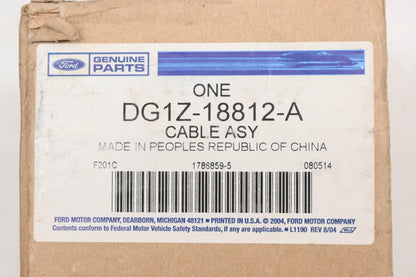 Ford
GENUINE
PARTS
ONE
DG1Z-18812-A
CABLE ASY
MADE IN PEOPLES REPUBLIC OF CHINA
F201C 1786859-5 080514
FORD MOTOR COMPANY, DEARBORN, MICHIGAN 48121 ■ PRINTED IN U.S.A. © 2004, FORD MOTOR COMPANY
Contents conform to Federal Motor Vehicle Safety Standards, if any are applicable. ■ L1190 REV 8/04